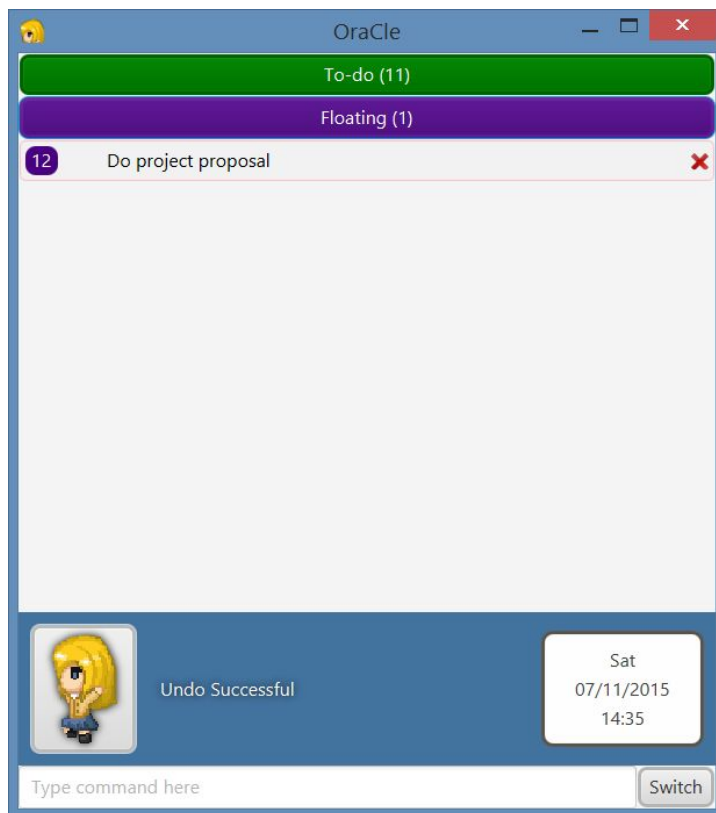 OraCle
To-do (11)
Floating (1)
12 Do project proposal
Undo Successful
Sat
07/11/2015
14:35
Type command here
Switch